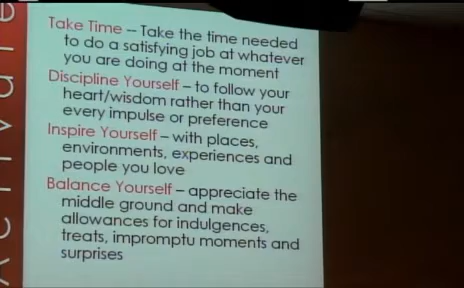 Activate
Take Time – Take the time needed
to do a satisfying job at whatever
you are doing at the moment
Discipline Yourself – to follow your
heart/wisdom rather than your
every impulse or preference
Inspire Yourself – with places,
environments, experiences and
people you love
Balance Yourself – appreciate the
middle ground and make
allowances for indulgences,
treats, impromptu moments and
surprises